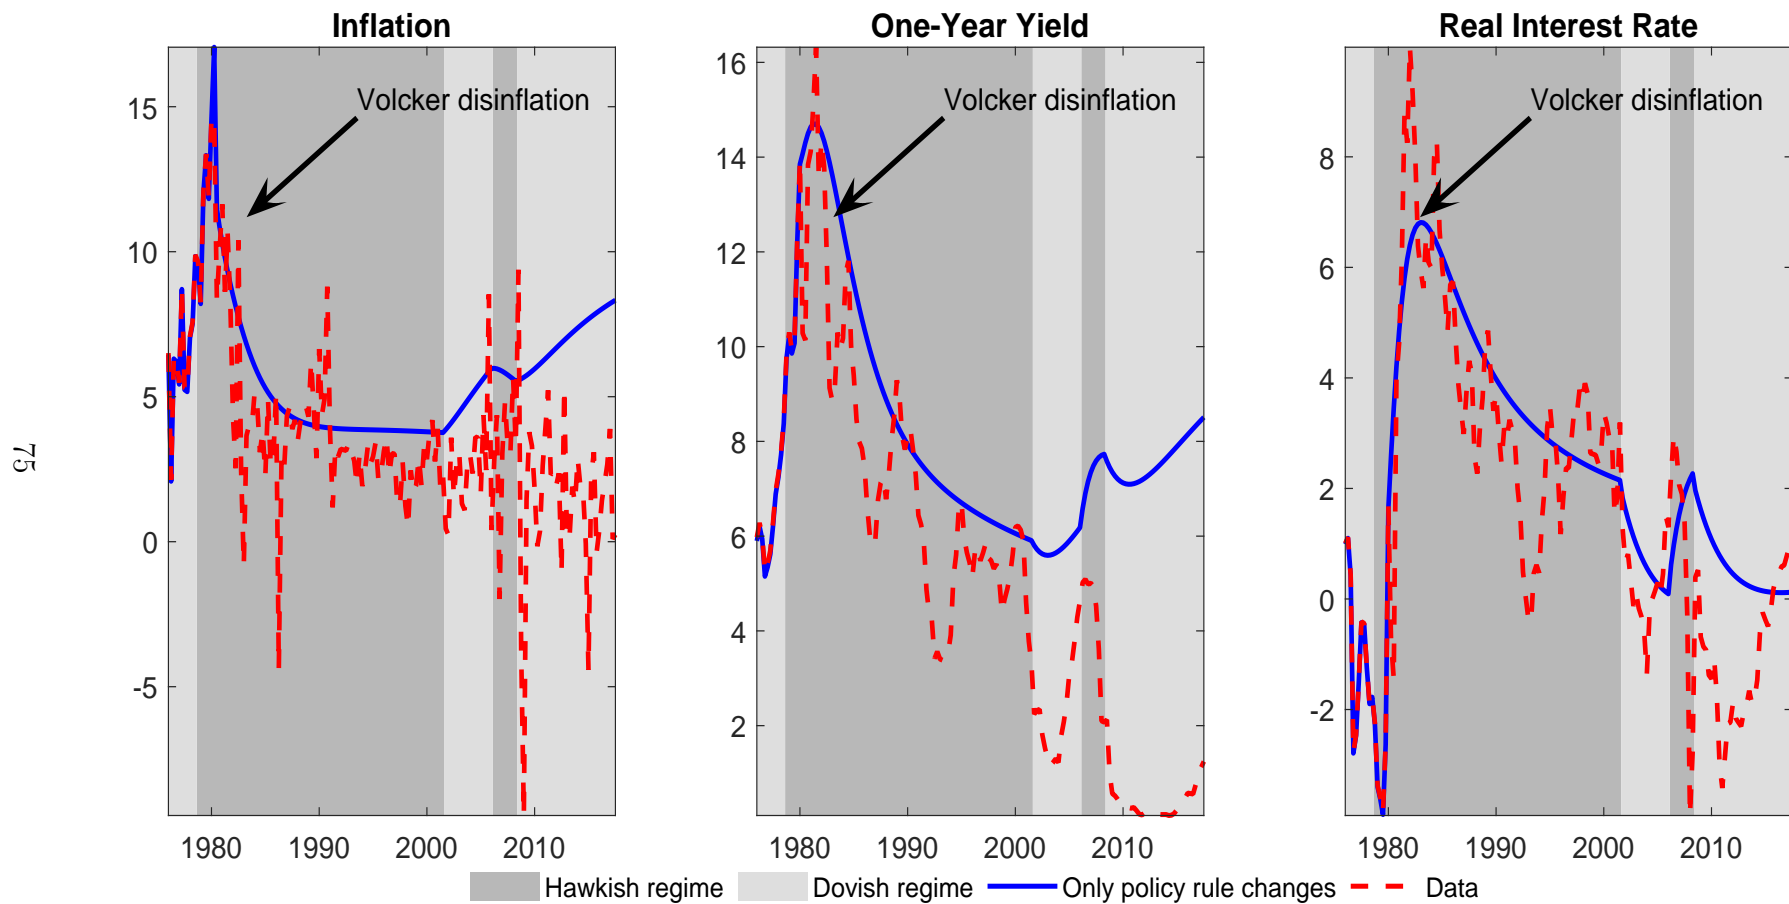 75
Inflation
Volcker disinflation
15
10
5
0
-5
1980 1990 2000 2010
One-Year Yield
Volcker disinflation
16
14
12
10
8
6
4
2
1980 1990 2000 2010
Real Interest Rate
Volcker disinflation
8
6
4
2
0
-2
1980 1990 2000 2010
Hawkish regime Dovish regime Only policy rule changes Data